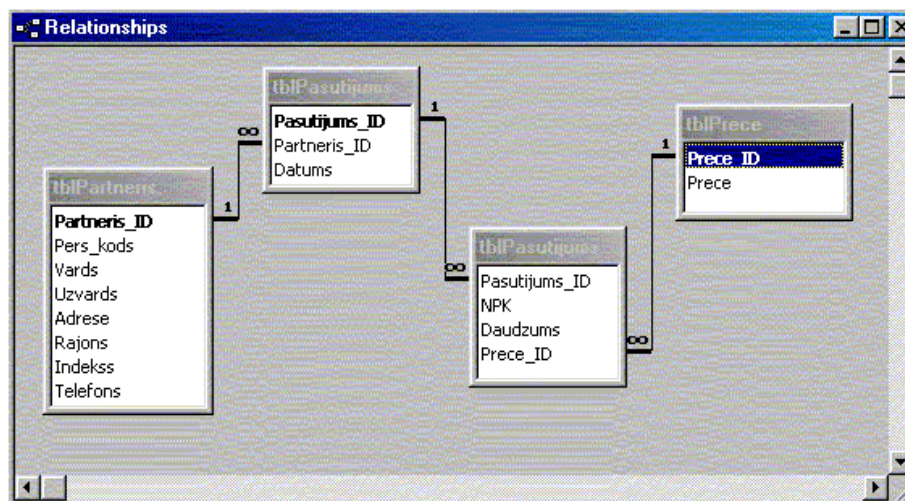 Relationships
tblPartneris
Partneris_ID
Pers_kods
Vards
Uzvards
Adrese
Rajons
Indekss
Telefons
1
∞
tblPasutijums
Pasutijums_ID
Partneris_ID
Datums
1
∞
tblPasutijums
Pasutijums_ID
NPK
Daudzums
Prece_ID
∞
1
tblPrece
Prece_ID
Prece